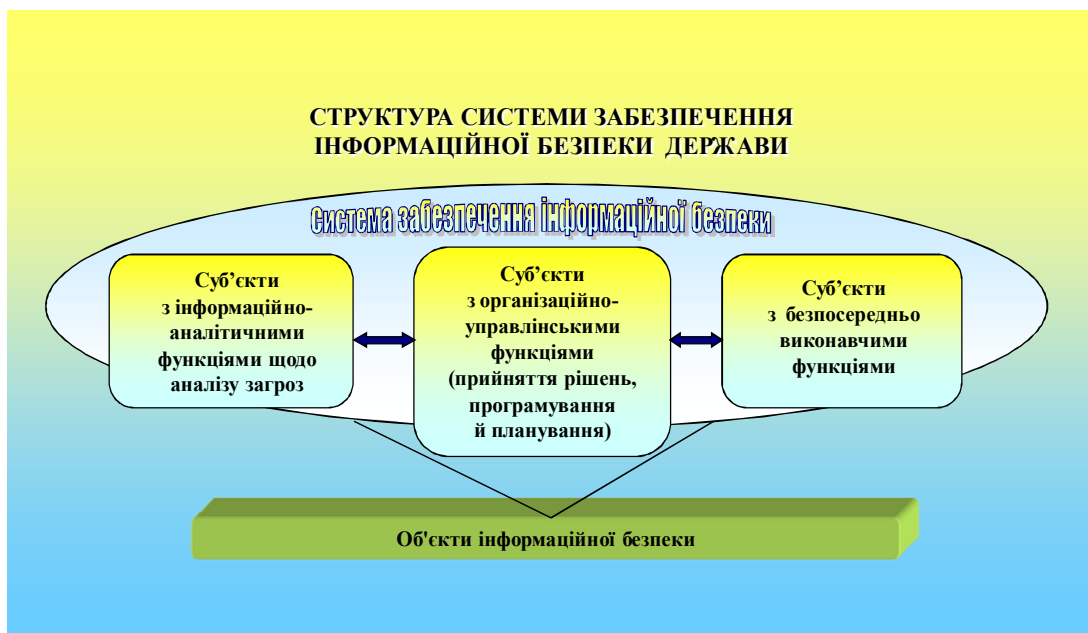 СТРУКТУРА СИСТЕМИ ЗАБЕЗПЕЧЕННЯ
ІНФОРМАЦІЙНОЇ БЕЗПЕКИ ДЕРЖАВИ
Система забезпечення інформаційної безпеки
Суб’єкти
з інформаційно-
аналітичними
функціями щодо
аналізу загроз
Суб’єкти
з організаційно-
управлінськими
функціями
(прийняття рішень,
програмування
й планування)
Суб’єкти
з безпосередньо
виконавчими
функціями
Об'єкти інформаційної безпеки